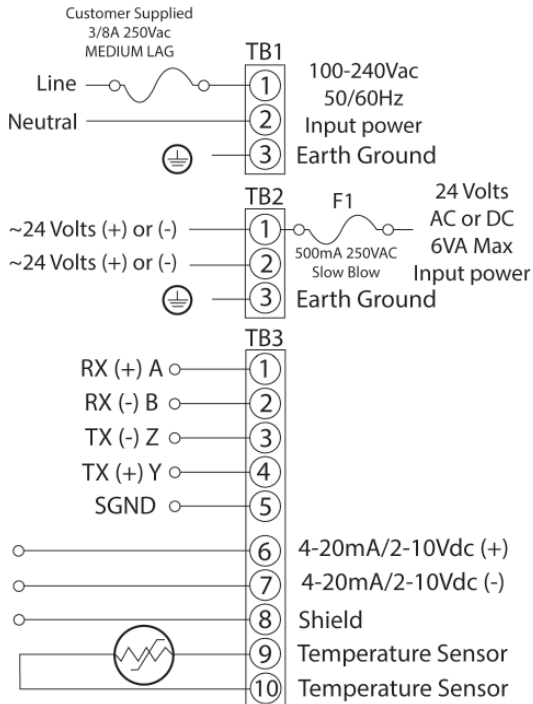 Customer Supplied
3/8A 250Vac
MEDIUM LAG
TB1
Line
1
100-240Vac
50/60Hz
Neutral
2
Input power
3
Earth Ground
TB2
F1
24 Volts
AC or DC
6VA Max
Input power
~24 Volts (+) or (-)
1
500mA 250VAC
Slow Blow
~24 Volts (+) or (-)
2
3
Earth Ground
TB3
RX (+) A
1
RX (-) B
2
TX (-) Z
3
TX (+) Y
4
SGND
5
6
4-20mA/2-10Vdc (+)
7
4-20mA/2-10Vdc (-)
8
Shield
9
Temperature Sensor
10
Temperature Sensor